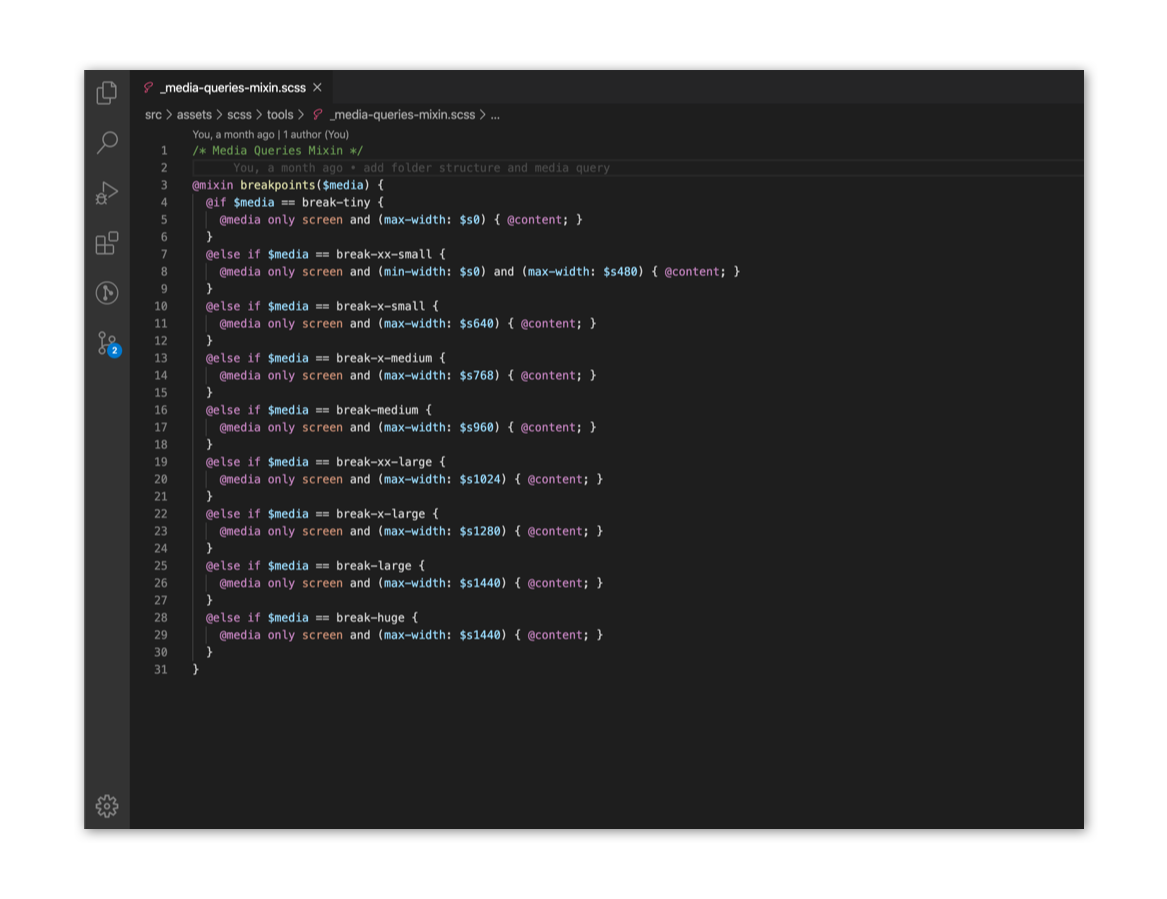 _media-queries-mixin.scss
src > assets > scss > tools > _media-queries-mixin.scss > ...
You, a month ago | 1 author (You)
1 /* Media Queries Mixin */
2 You, a month ago • add folder structure and media query
3 @mixin breakpoints($media) {
4 @if $media == break-tiny {
5 @media only screen and (max-width: $s0) { @content; }
6 }
7 @else if $media == break-xx-small {
8 @media only screen and (min-width: $s0) and (max-width: $s480) { @content; }
9 }
10 @else if $media == break-x-small {
11 @media only screen and (max-width: $s640) { @content; }
12 }
13 @else if $media == break-x-medium {
14 @media only screen and (max-width: $s768) { @content; }
15 }
16 @else if $media == break-medium {
17 @media only screen and (max-width: $s960) { @content; }
18 }
19 @else if $media == break-xx-large {
20 @media only screen and (max-width: $s1024) { @content; }
21 }
22 @else if $media == break-x-large {
23 @media only screen and (max-width: $s1280) { @content; }
24 }
25 @else if $media == break-large {
26 @media only screen and (max-width: $s1440) { @content; }
27 }
28 @else if $media == break-huge {
29 @media only screen and (max-width: $s1440) { @content; }
30 }
31 }
2